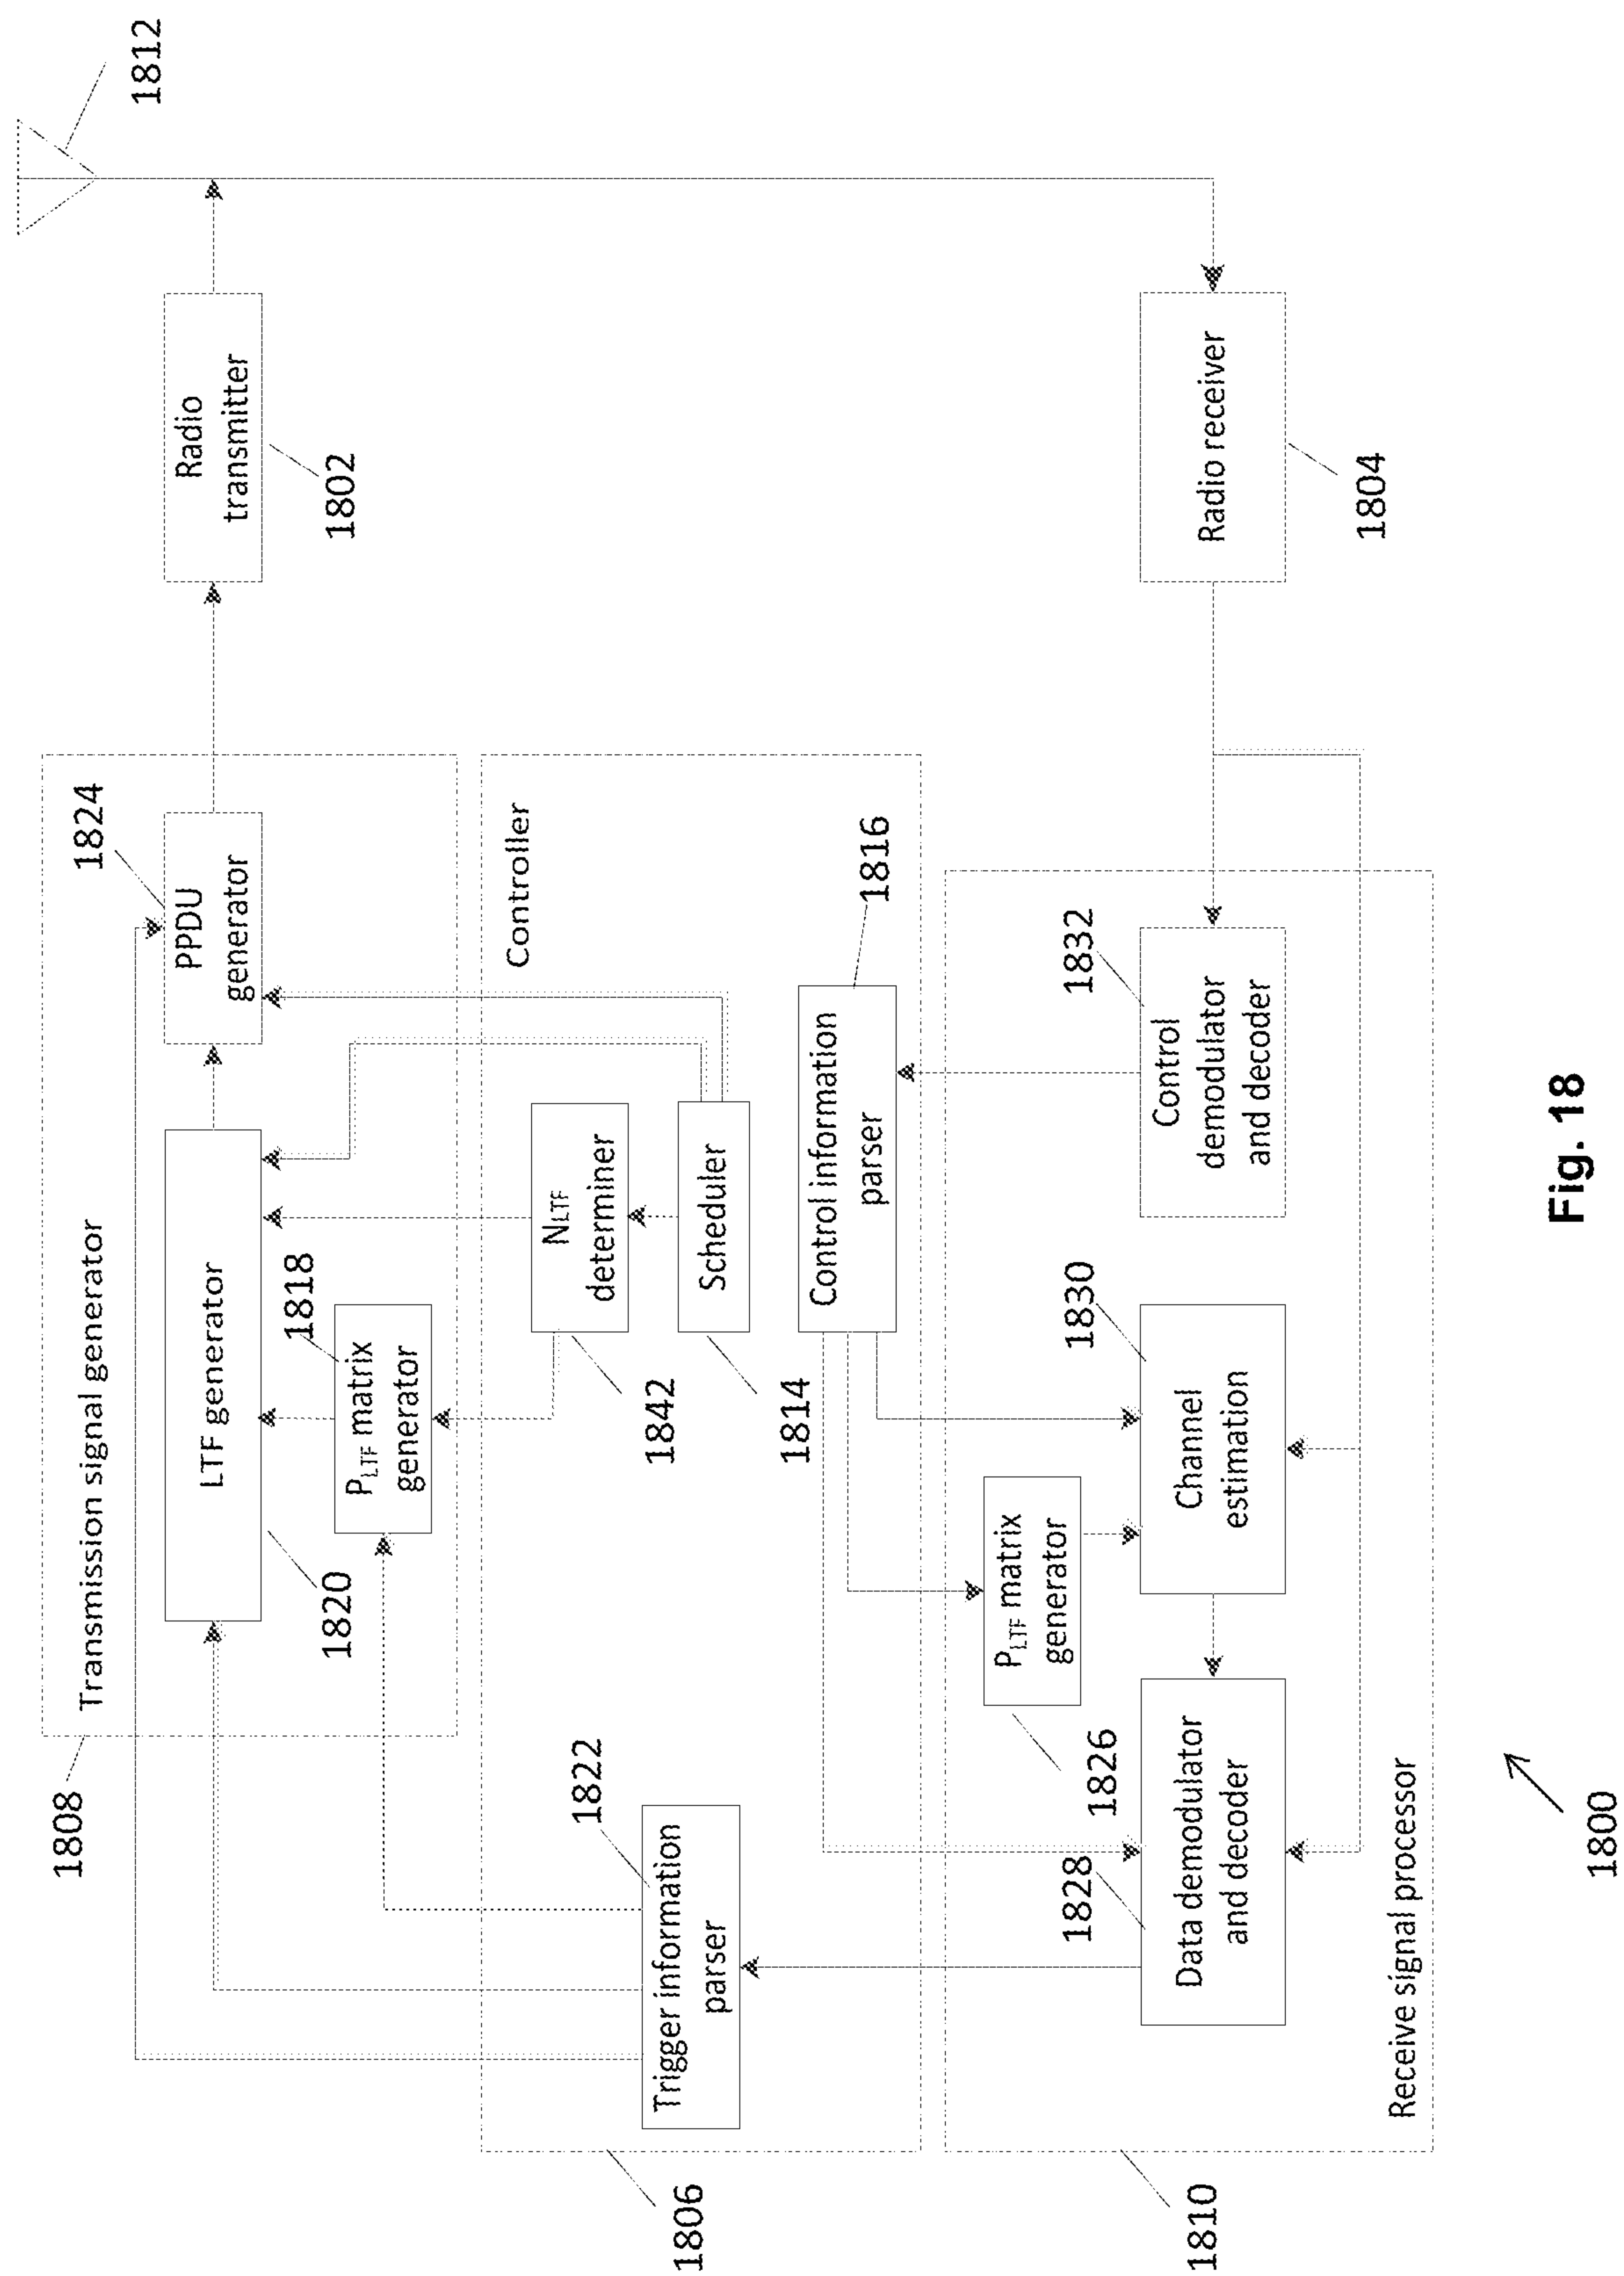 1808
Transmission signal generator
1820
LTF generator
1818
P_LTF matrix
generator
1824
PPDU
generator
Radio
transmitter
1802
1812
1806
Controller
1822
Trigger information
parser
N_LTF
determiner
1842
Scheduler
1814
Control information
parser
1816
1810
Receive signal processor
1828
Data demodulator
and decoder
1826
P_LTF matrix
generator
1830
Channel
estimation
1832
Control
demodulator
and decoder
Radio receiver
1804
1800
Fig. 18